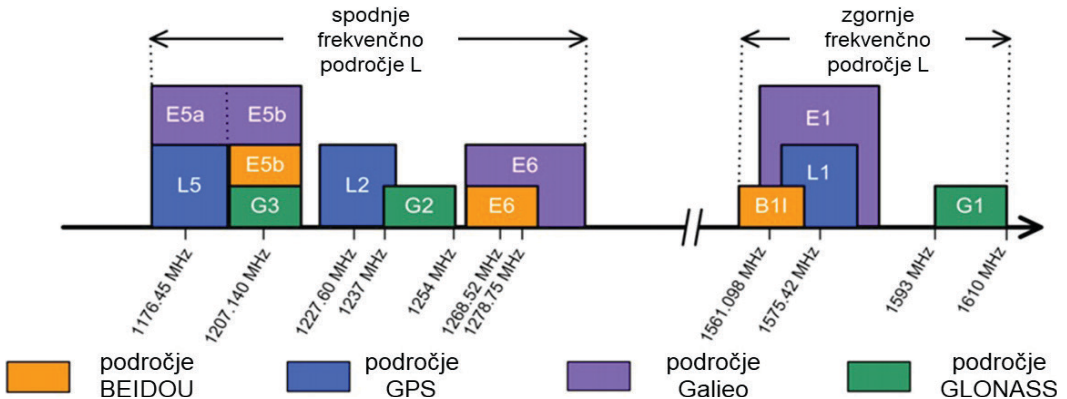 spodnje
frekvenčno
področje L
zgornje
frekvenčno
področje L
E5a E5b
E1
E5b
E6
L5
L2
L1
G3
G2
E6
B1I
G1
1176.45 MHz
1207.140 MHz
1227.60 MHz
1237 MHz
1254 MHz
1268.52 MHz
1278.75 MHz
1561.098 MHz
1575.42 MHz
1593 MHz
1610 MHz
področje
BEIDOU
področje
GPS
področje
Galieo
področje
GLONASS